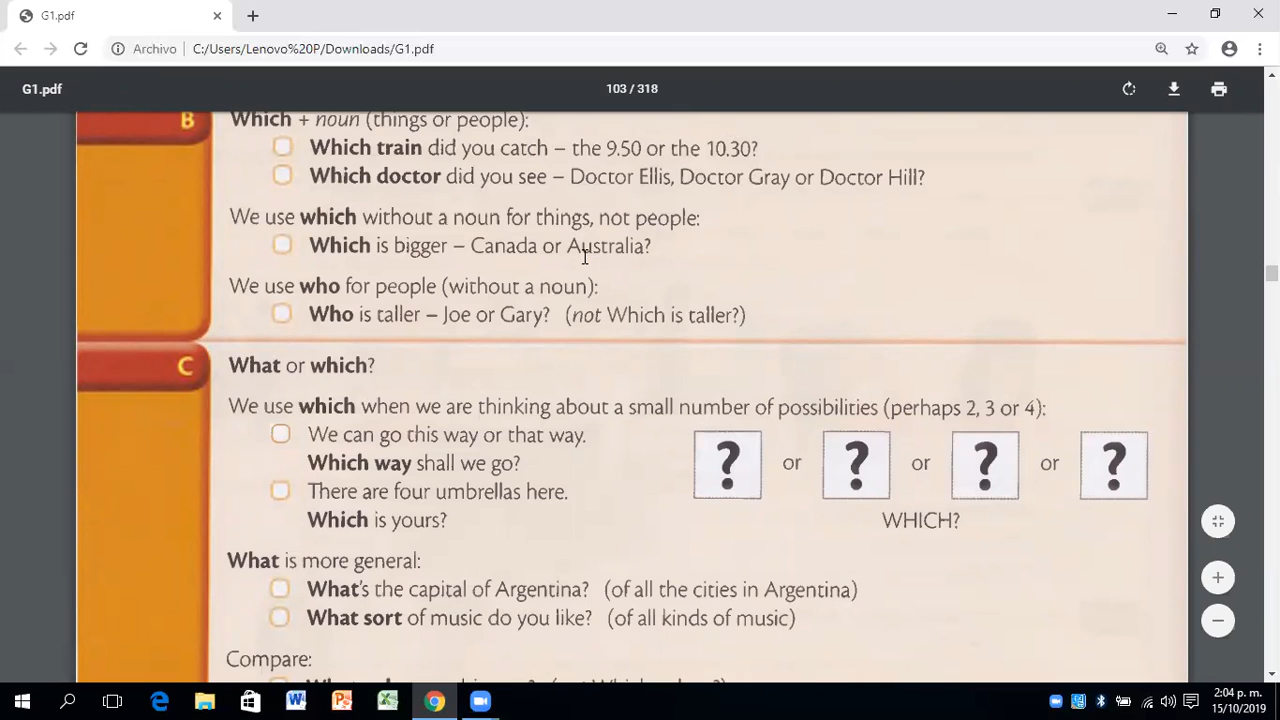 G1.pdf
Archivo
C:/Users/Lenovo%20P/Downloads/G1.pdf
G1.pdf
103 / 318
B
Which + noun (things or people):
Which train did you catch – the 9.50 or the 10.30?
Which doctor did you see – Doctor Ellis, Doctor Gray or Doctor Hill?
We use which without a noun for things, not people:
Which is bigger – Canada or Australia?
We use who for people (without a noun):
Who is taller – Joe or Gary? (not Which is taller?)
C
What or which?
We use which when we are thinking about a small number of possibilities (perhaps 2, 3 or 4):
We can go this way or that way.
Which way shall we go?
There are four umbrellas here.
Which is yours?
? or ? or ? or ?
WHICH?
What is more general:
What's the capital of Argentina? (of all the cities in Argentina)
What sort of music do you like? (of all kinds of music)
Compare:
2:04 p. m.
15/10/2019